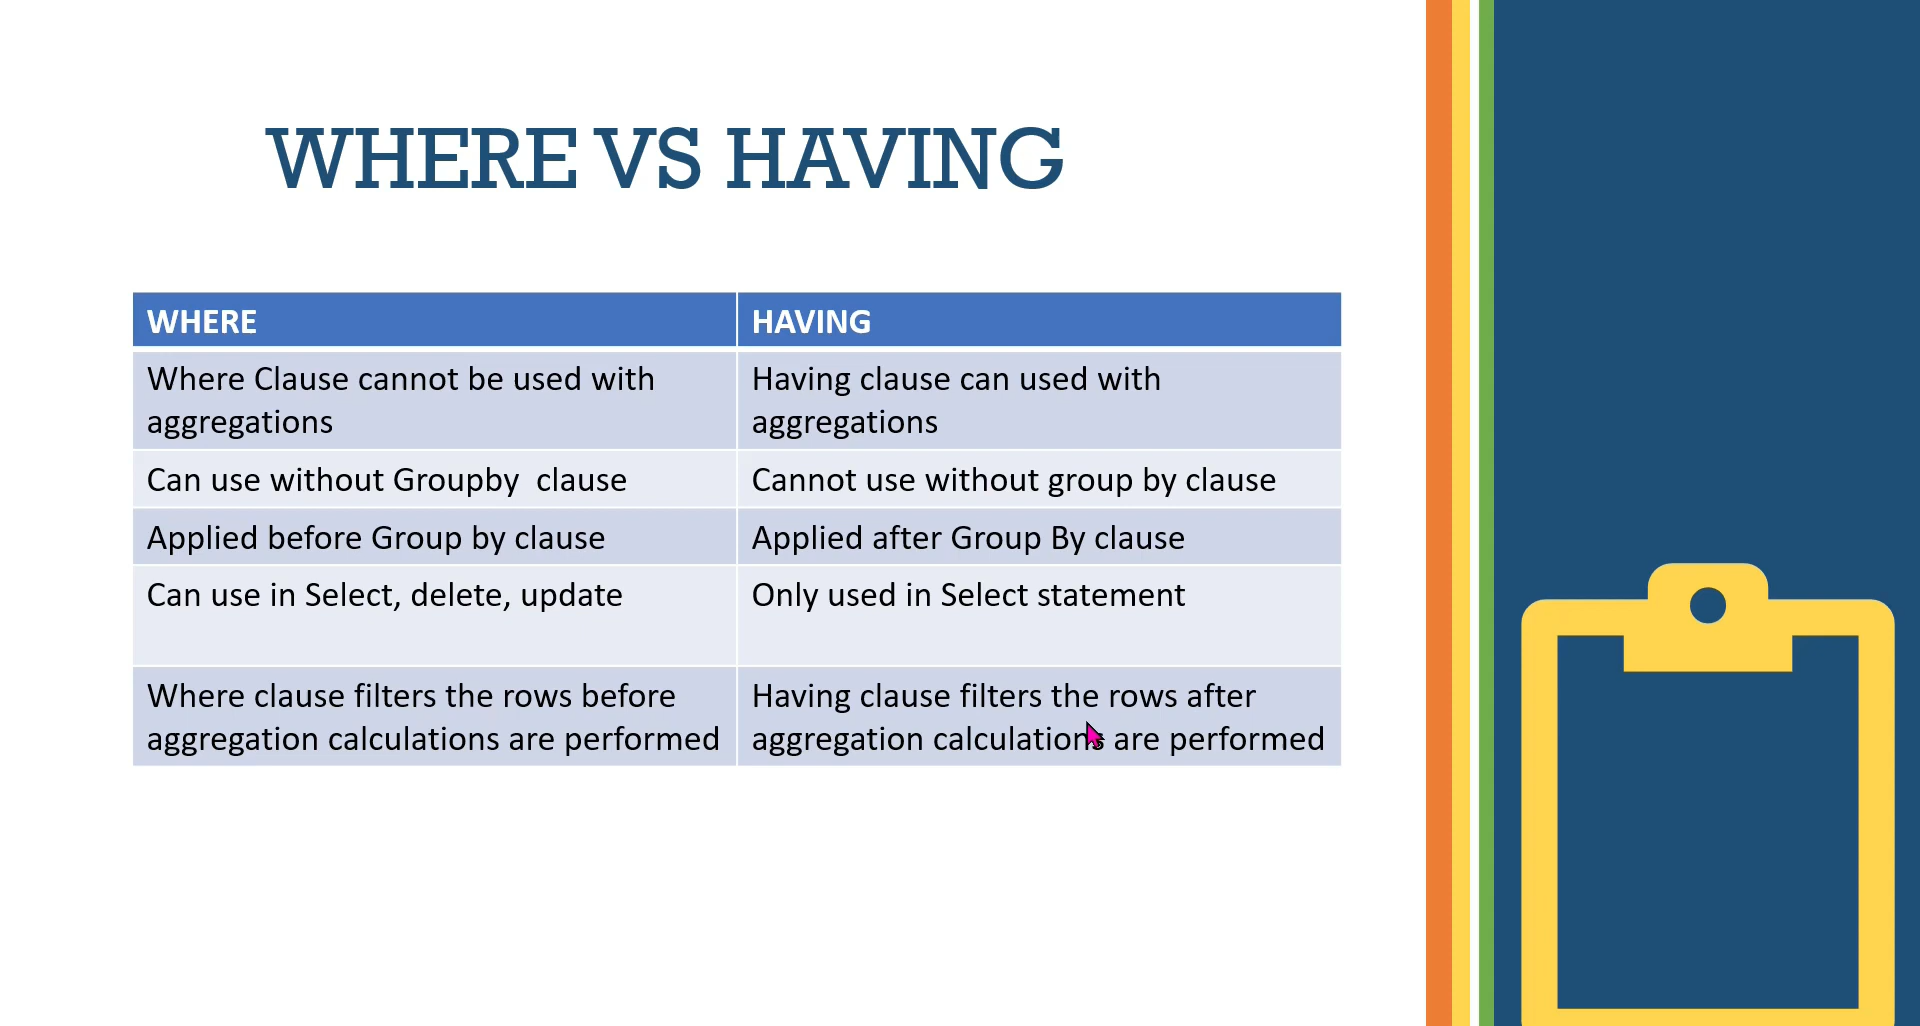 WHERE VS HAVING
WHERE
HAVING
Where Clause cannot be used with
aggregations
Having clause can used with
aggregations
Can use without Groupby  clause
Cannot use without group by clause
Applied before Group by clause
Applied after Group By clause
Can use in Select, delete, update
Only used in Select statement
Where clause filters the rows before
aggregation calculations are performed
Having clause filters the rows after
aggregation calculations are performed